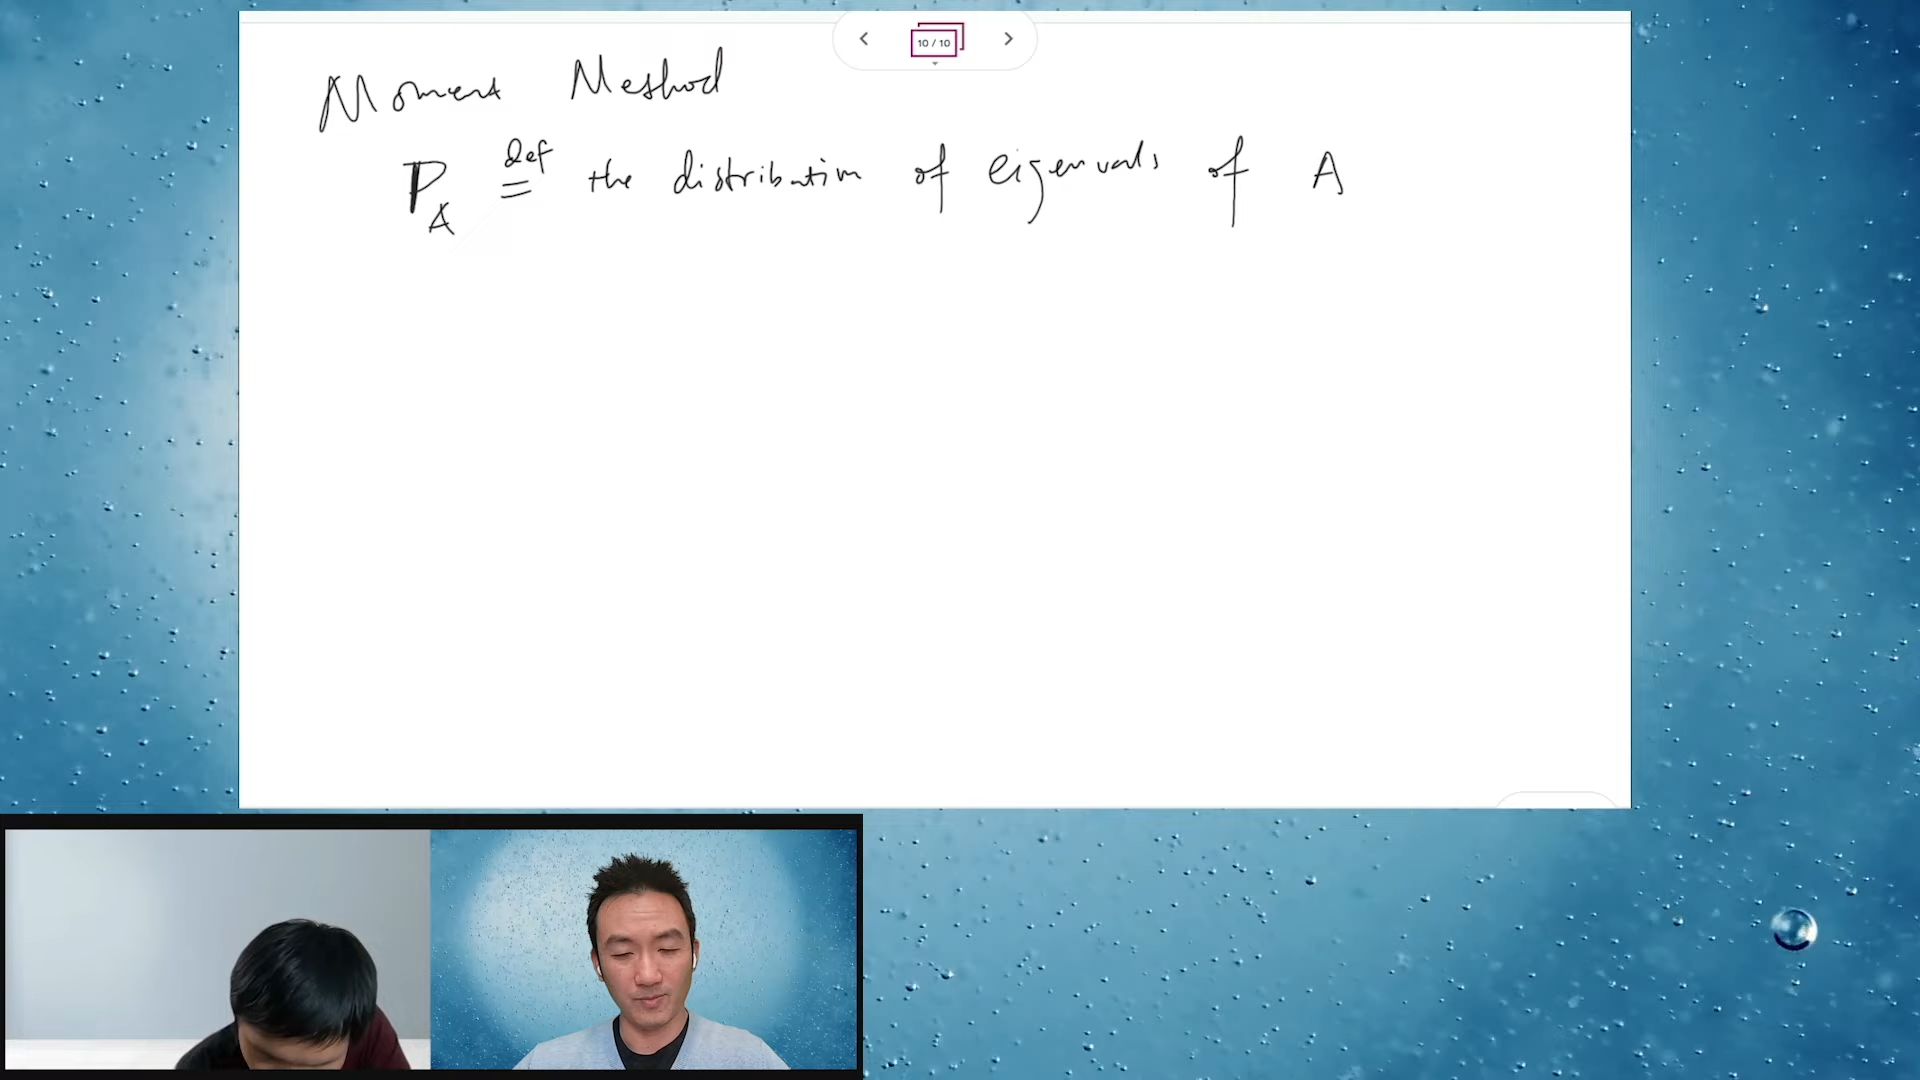 10 / 10
Moment Method
P_A def = the distribution of eigenvals of A